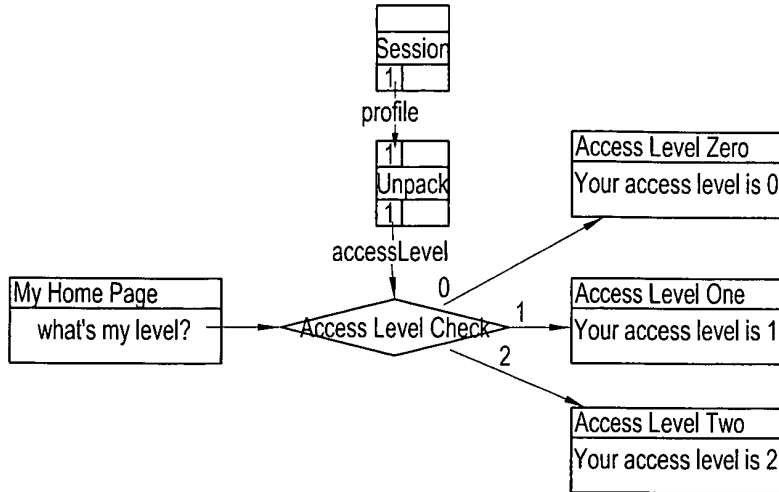 Session
1
profile
1
Unpack
1
accessLevel
My Home Page
what's my level?
Access Level Check
0
1
2
Access Level Zero
Your access level is 0
Access Level One
Your access level is 1
Access Level Two
Your access level is 2